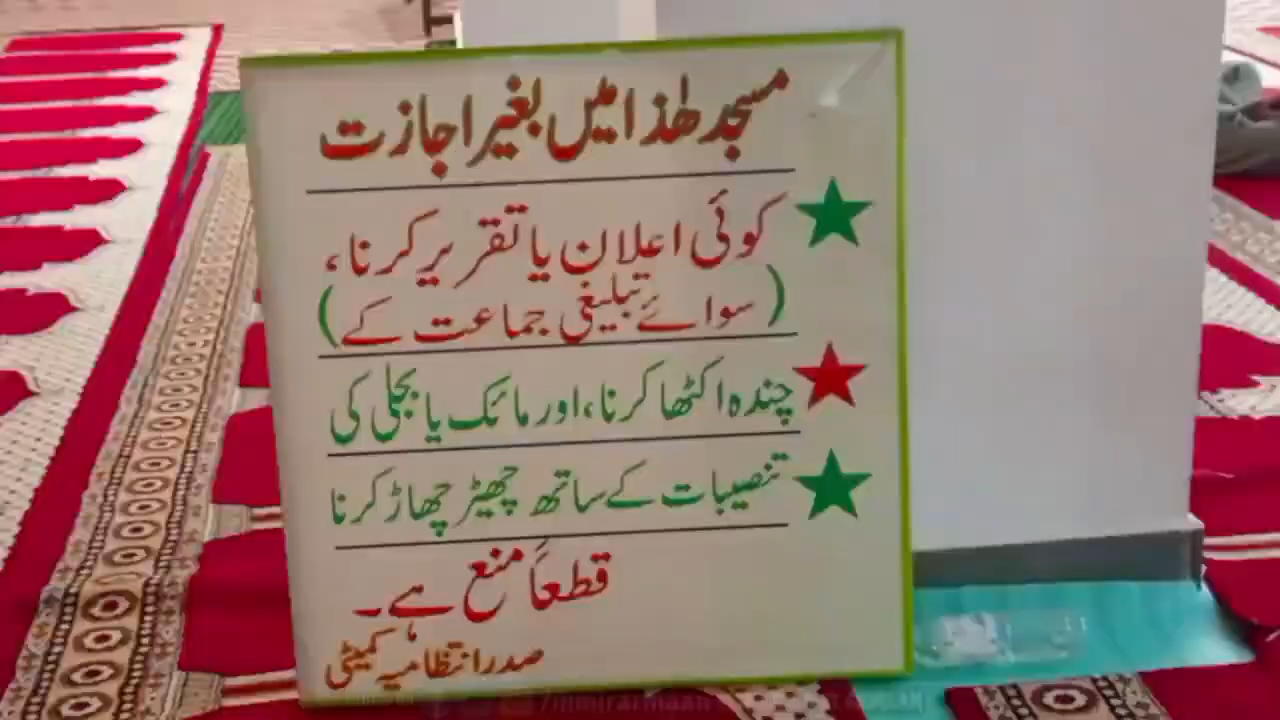 مسجد ھٰذا میں بغیر اجازت
کوئی اعلان یا تقریر کرنا،
(سوائے تبلیغی جماعت کے)
چندہ اکٹھا کرنا، اور مائک یا بجلی کی
تنصیبات کے ساتھ چھیڑ چھاڑ کرنا
قطعاً منع ہے۔
صدر انتظامیہ کمیٹی